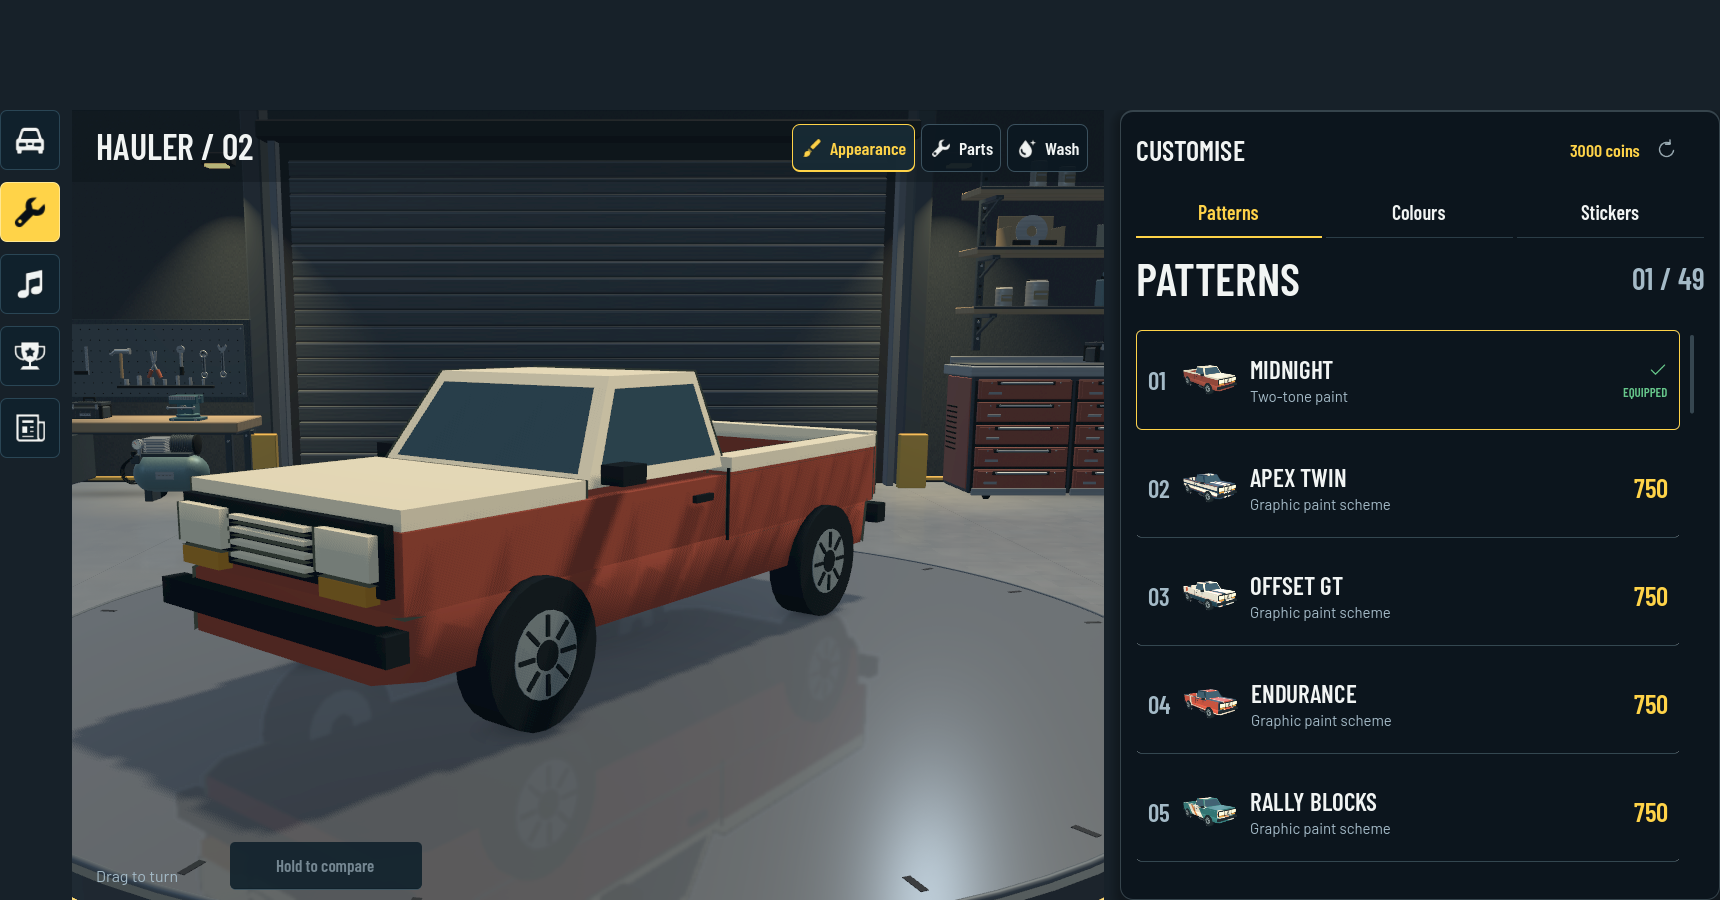 HAULER / 02
Appearance
Parts
Wash
CUSTOMISE
3000 coins
Patterns
Colours
Stickers
PATTERNS
01 / 49
01
MIDNIGHT
Two-tone paint
EQUIPPED
02
APEX TWIN
Graphic paint scheme
750
03
OFFSET GT
Graphic paint scheme
750
04
ENDURANCE
Graphic paint scheme
750
05
RALLY BLOCKS
Graphic paint scheme
750
Drag to turn
Hold to compare